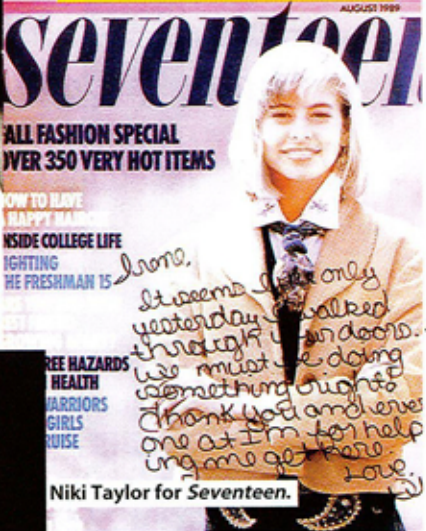 AUGUST 1989
seventeen
FALL FASHION SPECIAL
OVER 350 VERY HOT ITEMS
HOW TO HAVE
A HAPPY HAIRCUT
INSIDE COLLEGE LIFE
FIGHTING
THE FRESHMAN 15
REE HAZARDS
HEALTH
WARRIORS
GIRLS
RUISE
Irene,
It seems like only
yesterday I walked
through your doors.
we must be doing
something right!
Thank you and every
one at I'm for help
ing me get here.
Love,
Niki Taylor for Seventeen.